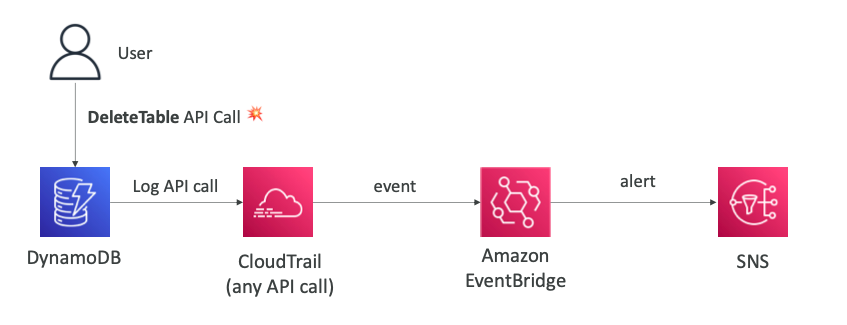 User
DeleteTable API Call 💥
Log API call
event
alert
DynamoDB
CloudTrail
(any API call)
Amazon
EventBridge
SNS